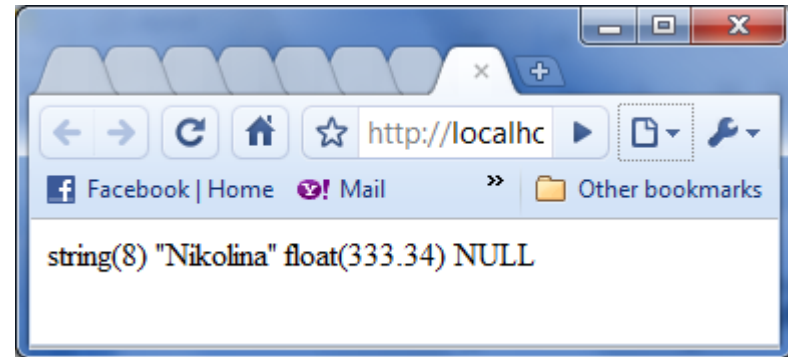 http://localhc
Facebook | Home Y! Mail » Other bookmarks
string(8) "Nikolina" float(333.34) NULL